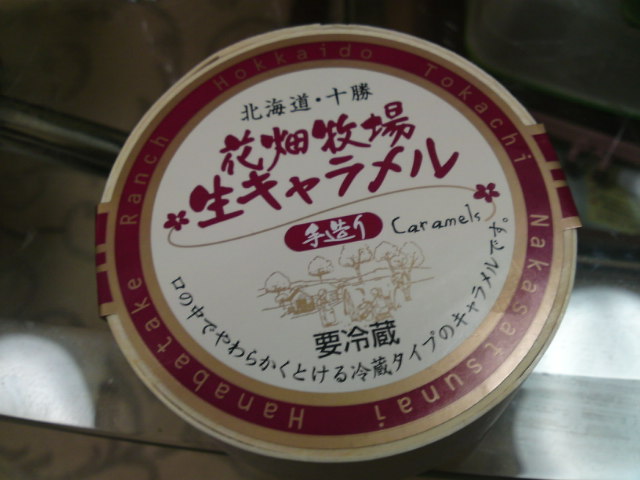 Hokkaido Tokachi Nakasatsunai
Hanabatake Ranch
北海道・十勝
花畑牧場
生キャラメル
手造り Caramels
要冷蔵
口の中でやわらかくとける冷蔵タイプのキャラメルです。